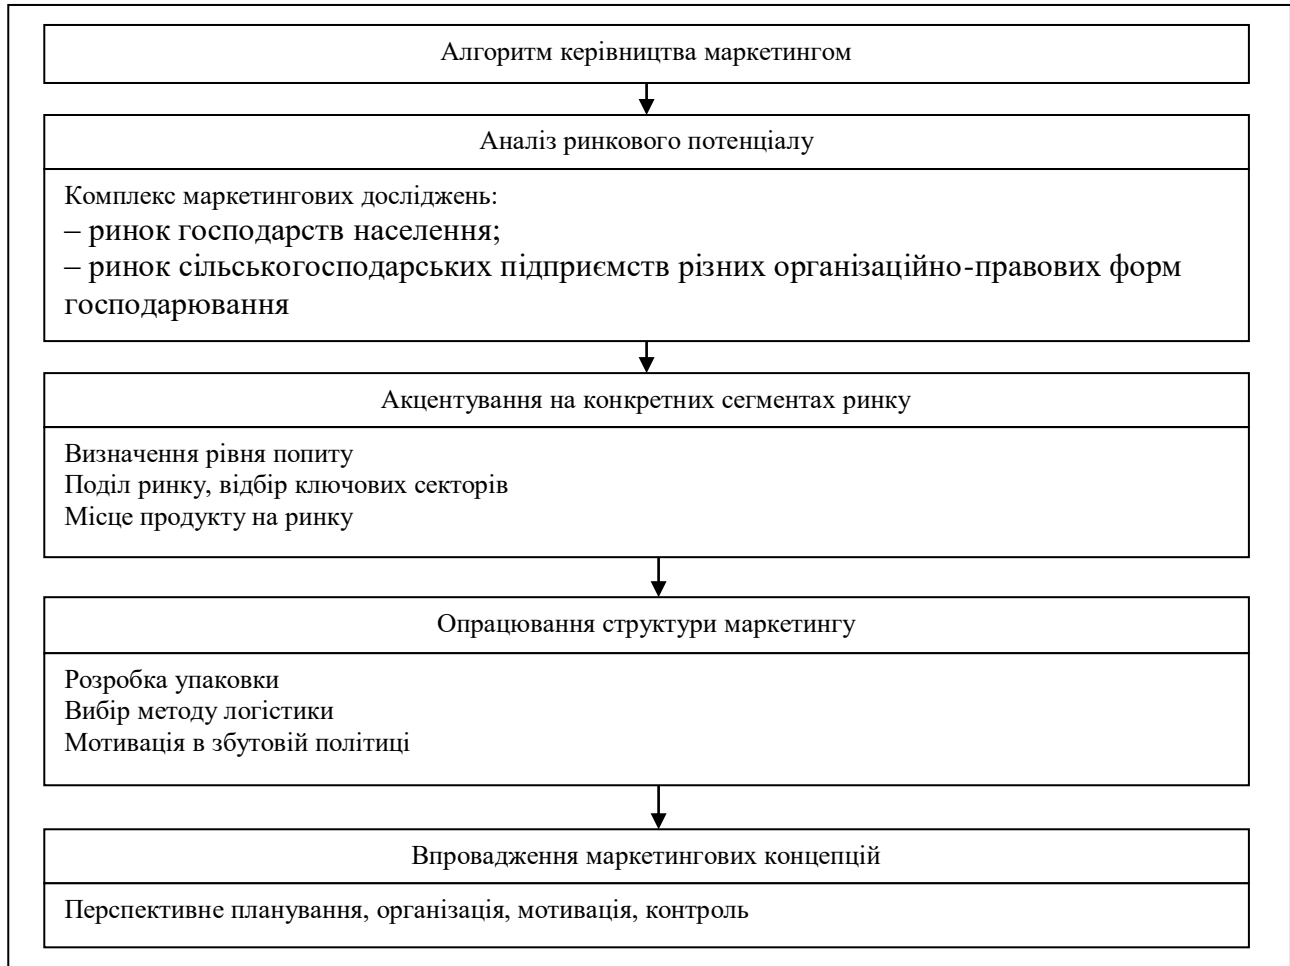 Алгоритм керівництва маркетингом
Аналіз ринкового потенціалу
Комплекс маркетингових досліджень:
– ринок господарств населення;
– ринок сільськогосподарських підприємств різних організаційно-правових форм
господарювання
Акцентування на конкретних сегментах ринку
Визначення рівня попиту
Поділ ринку, відбір ключових секторів
Місце продукту на ринку
Опрацювання структури маркетингу
Розробка упаковки
Вибір методу логістики
Мотивація в збутовій політиці
Впровадження маркетингових концепцій
Перспективне планування, організація, мотивація, контроль